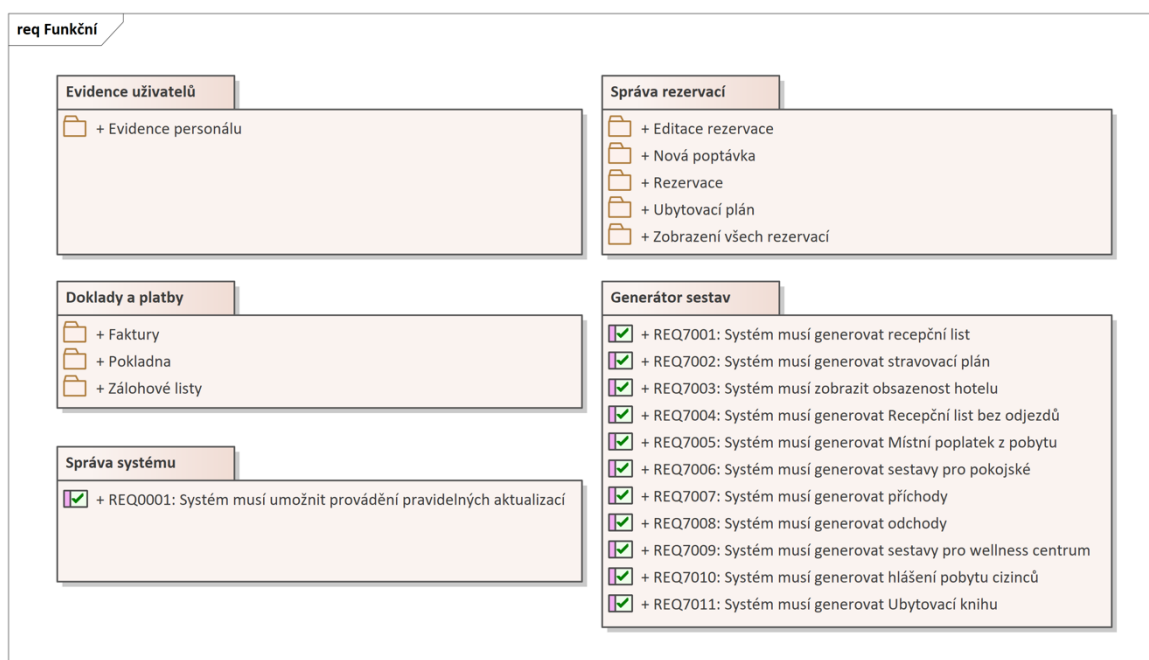 req Funkční
Evidence uživatelů
+ Evidence personálu
Správa rezervací
+ Editace rezervace
+ Nová poptávka
+ Rezervace
+ Ubytovací plán
+ Zobrazení všech rezervací
Doklady a platby
+ Faktury
+ Pokladna
+ Zálohové listy
Generátor sestav
+ REQ7001: Systém musí generovat recepční list
+ REQ7002: Systém musí generovat stravovací plán
+ REQ7003: Systém musí zobrazit obsazenost hotelu
+ REQ7004: Systém musí generovat Recepční list bez odjezdů
+ REQ7005: Systém musí generovat Místní poplatek z pobytu
+ REQ7006: Systém musí generovat sestavy pro pokojské
+ REQ7007: Systém musí generovat příchody
+ REQ7008: Systém musí generovat odchody
+ REQ7009: Systém musí generovat sestavy pro wellness centrum
+ REQ7010: Systém musí generovat hlášení pobytu cizinců
+ REQ7011: Systém musí generovat Ubytovací knihu
Správa systému
+ REQ0001: Systém musí umožnit provádění pravidelných aktualizací